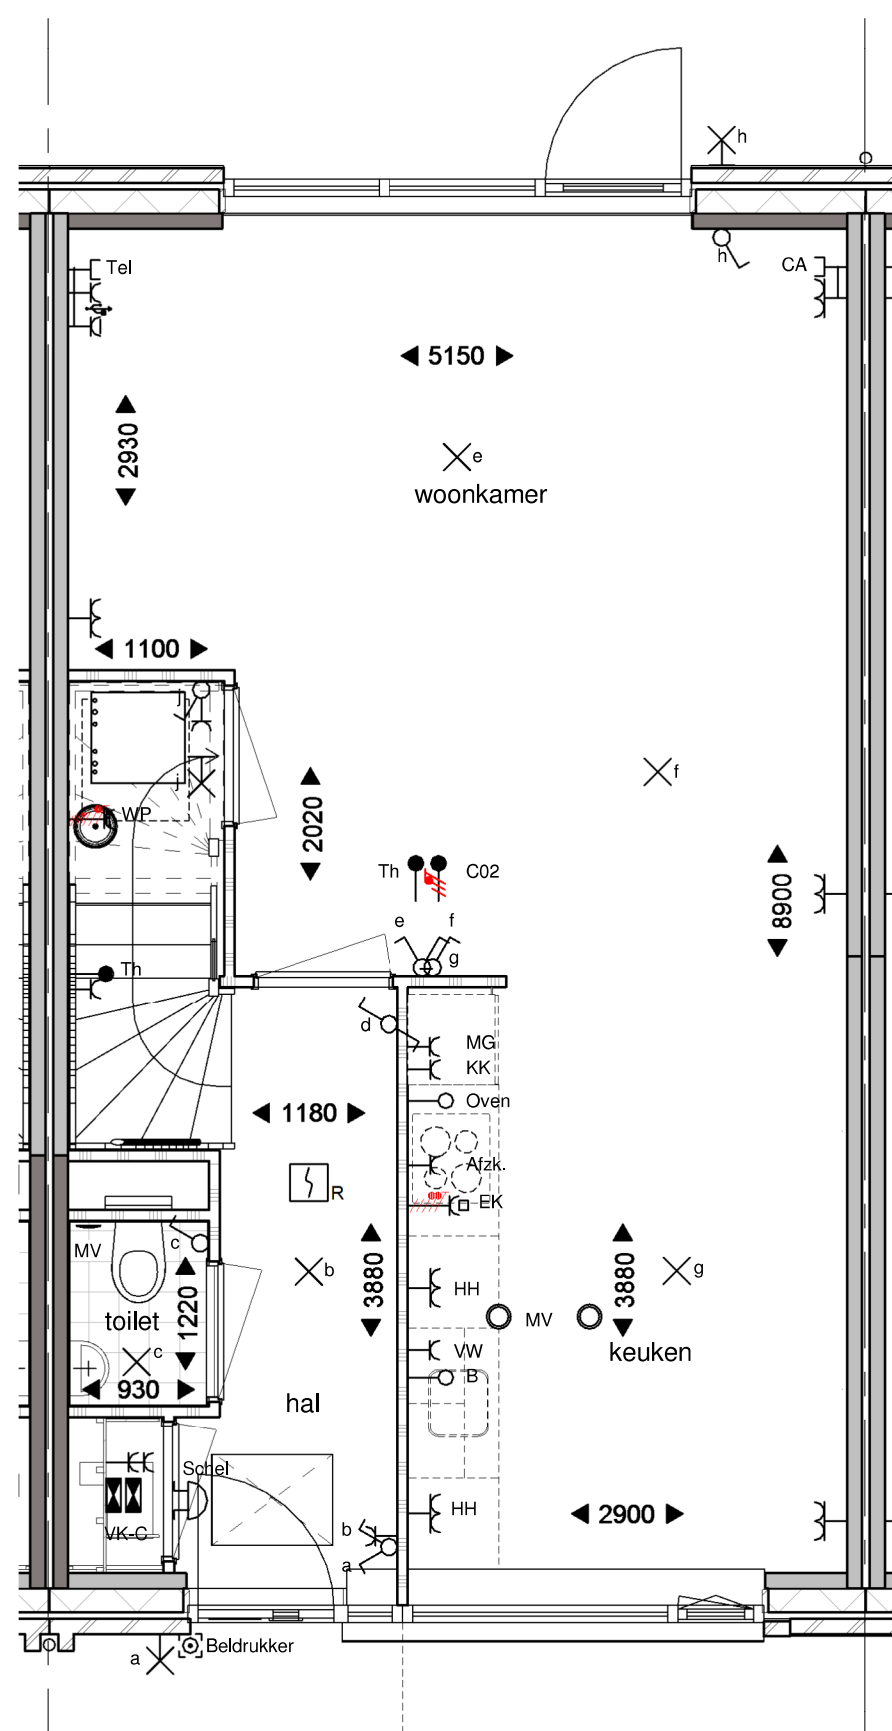 h
Tel
h
CA
5150
2930
e
woonkamer
1100
j
j
f
WP
2020
Th
C02
8900
e
f
g
Th
d
MG
KK
1180
Oven
Afzk.
R
EK
c
MV
b
3880
3880
g
1220
HH
toilet
MV
c
VW
keuken
930
B
hal
Schel
HH
2900
VK-C
b
a
Beldrukker
a